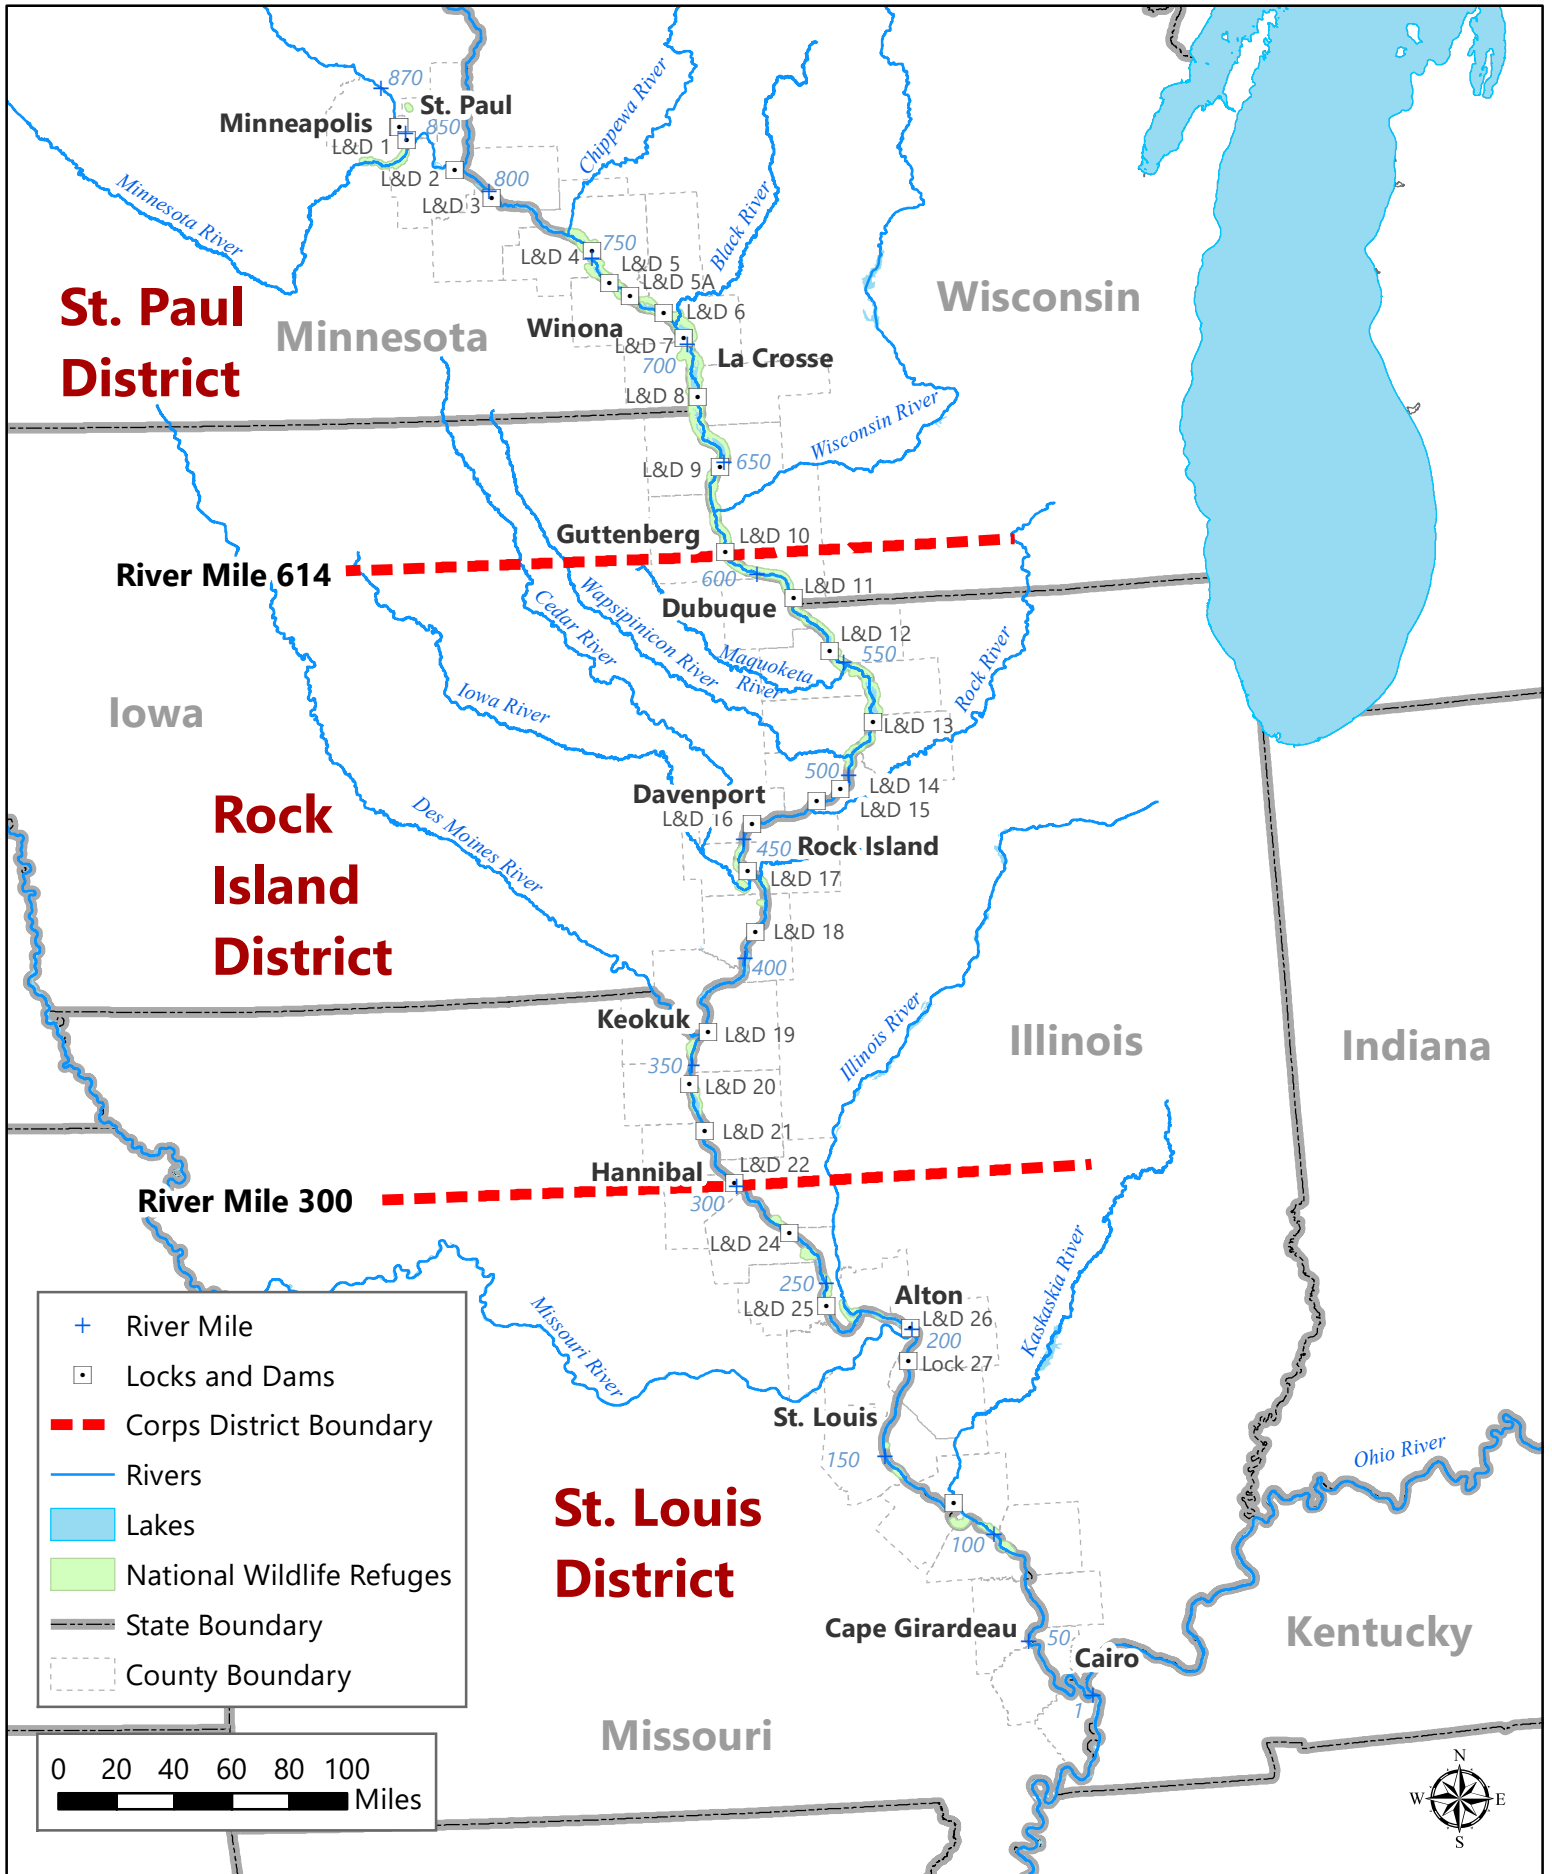 870
St. Paul
Minneapolis
850
L&D 1
L&D 2
800
L&D 3
Chippewa River
Minnesota River
Black River
750
L&D 4
L&D 5
L&D 5A
L&D 6
Winona
L&D 7
700
La Crosse
L&D 8
Wisconsin
St. Paul
District
Minnesota
Wisconsin River
L&D 9
650
Guttenberg
L&D 10
River Mile 614
600
L&D 11
Dubuque
Wapsipinicon River
Cedar River
L&D 12
550
Maquoketa
River
Rock River
Iowa River
Iowa
L&D 13
500
L&D 14
Davenport
L&D 15
L&D 16
450
Rock Island
Rock
Island
District
Des Moines River
L&D 17
L&D 18
400
Keokuk
L&D 19
Illinois River
Illinois
Indiana
350
L&D 20
L&D 21
Hannibal
L&D 22
River Mile 300
300
L&D 24
250
L&D 25
Alton
L&D 26
200
Lock 27
Kaskaskia River
Missouri River
St. Louis
150
Ohio River
St. Louis
District
100
Cape Girardeau
50
Cairo
1
Kentucky
Missouri
River Mile
Locks and Dams
Corps District Boundary
Rivers
Lakes
National Wildlife Refuges
State Boundary
County Boundary
0 20 40 60 80 100
Miles
N
W E
S